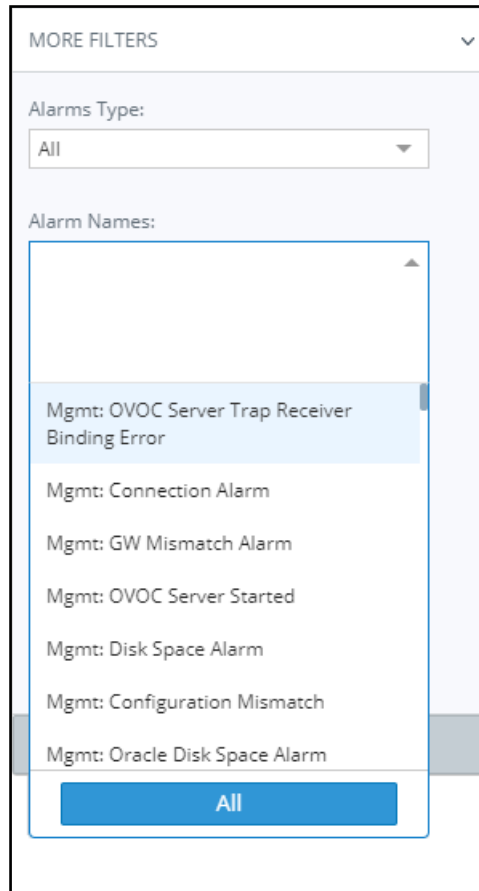 MORE FILTERS
Alarms Type:
All
Alarm Names:
Mgmt: OVOC Server Trap Receiver
Binding Error
Mgmt: Connection Alarm
Mgmt: GW Mismatch Alarm
Mgmt: OVOC Server Started
Mgmt: Disk Space Alarm
Mgmt: Configuration Mismatch
Mgmt: Oracle Disk Space Alarm
All